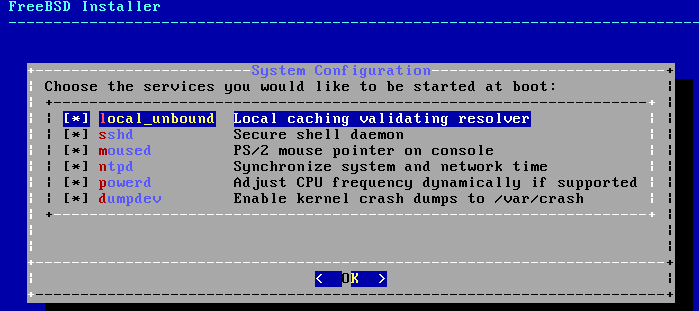 FreeBSD Installer
System Configuration
Choose the services you would like to be started at boot:
[*] local_unbound Local caching validating resolver
[*] sshd Secure shell daemon
[*] moused PS/2 mouse pointer on console
[*] ntpd Synchronize system and network time
[*] powerd Adjust CPU frequency dynamically if supported
[*] dumpdev Enable kernel crash dumps to /var/crash
< OK >